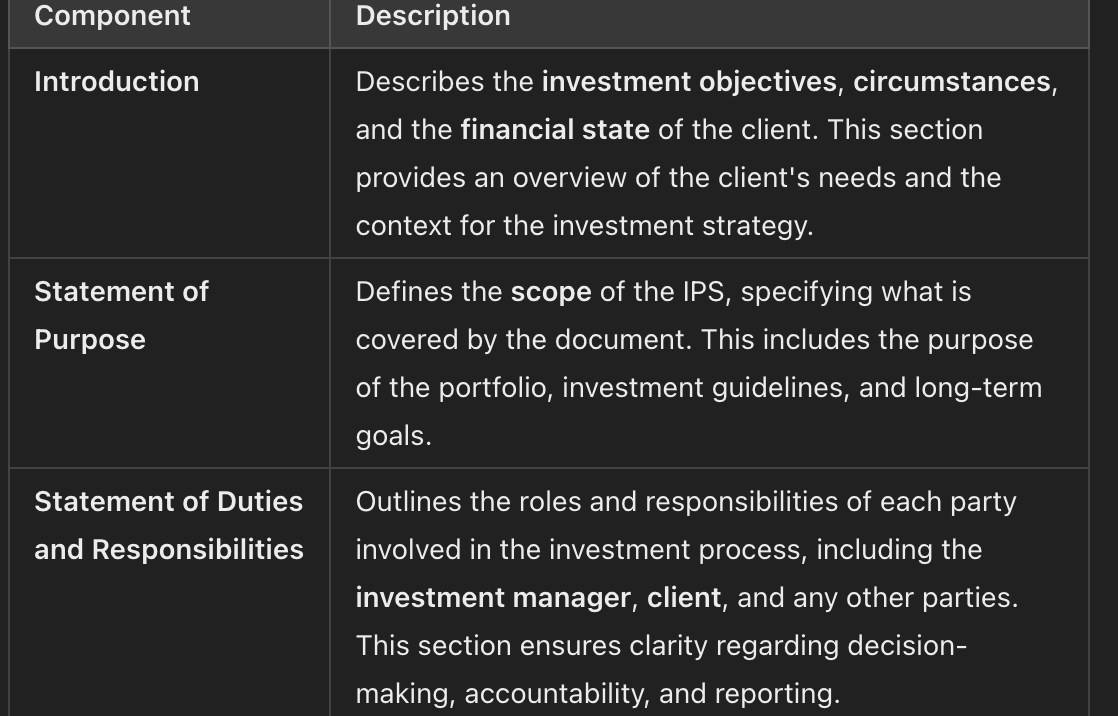 Component
Description
Introduction
Describes the investment objectives, circumstances,
and the financial state of the client. This section
provides an overview of the client's needs and the
context for the investment strategy.
Statement of
Purpose
Defines the scope of the IPS, specifying what is
covered by the document. This includes the purpose
of the portfolio, investment guidelines, and long-term
goals.
Statement of Duties
and Responsibilities
Outlines the roles and responsibilities of each party
involved in the investment process, including the
investment manager, client, and any other parties.
This section ensures clarity regarding decision-
making, accountability, and reporting.